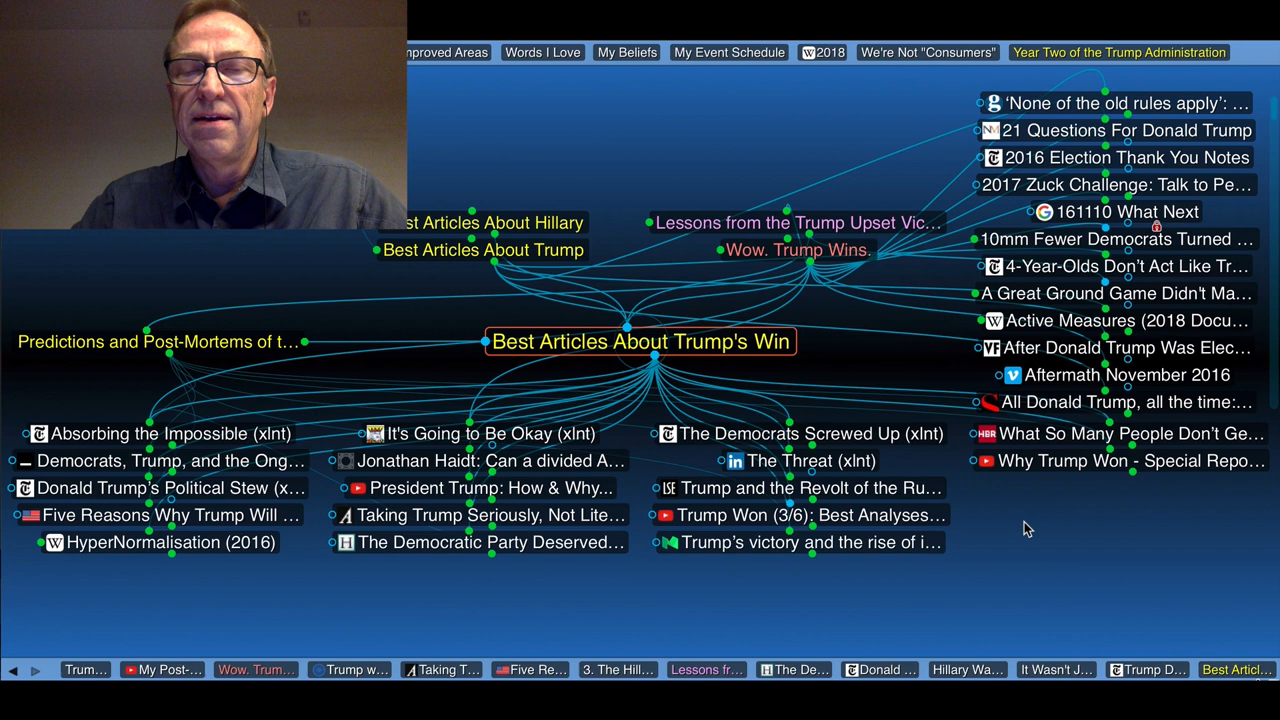 mproved Areas
Words I Love
My Beliefs
My Event Schedule
W 2018
We're Not "Consumers"
Year Two of the Trump Administration
'None of the old rules apply': ...
NM 21 Questions For Donald Trump
2016 Election Thank You Notes
2017 Zuck Challenge: Talk to Pe...
161110 What Next
10mm Fewer Democrats Turned ...
4-Year-Olds Don't Act Like Tr...
A Great Ground Game Didn't Ma...
W Active Measures (2018 Docu...
VF After Donald Trump Was Elec...
Aftermath November 2016
All Donald Trump, all the time:...
st Articles About Hillary
Best Articles About Trump
Lessons from the Trump Upset Vic...
Wow. Trump Wins.
Predictions and Post-Mortems of t...
Best Articles About Trump's Win
Absorbing the Impossible (xlnt)
Democrats, Trump, and the Ong...
Donald Trump's Political Stew (x...
Five Reasons Why Trump Will ...
W HyperNormalisation (2016)
It's Going to Be Okay (xlnt)
Jonathan Haidt: Can a divided A...
President Trump: How & Why...
A Taking Trump Seriously, Not Lite...
H The Democratic Party Deserved...
The Democrats Screwed Up (xlnt)
in The Threat (xlnt)
LSE Trump and the Revolt of the Ru...
Trump Won (3/6): Best Analyses...
Trump's victory and the rise of i...
HBR What So Many People Don't Ge...
Why Trump Won - Special Repo...
Trum...
My Post-...
Wow. Trum...
Trump w...
A Taking T...
Five Re...
3. The Hill...
Lessons fr...
H The De...
Donald ...
Hillary Wa...
It Wasn't J...
Trump D...
Best Articl...